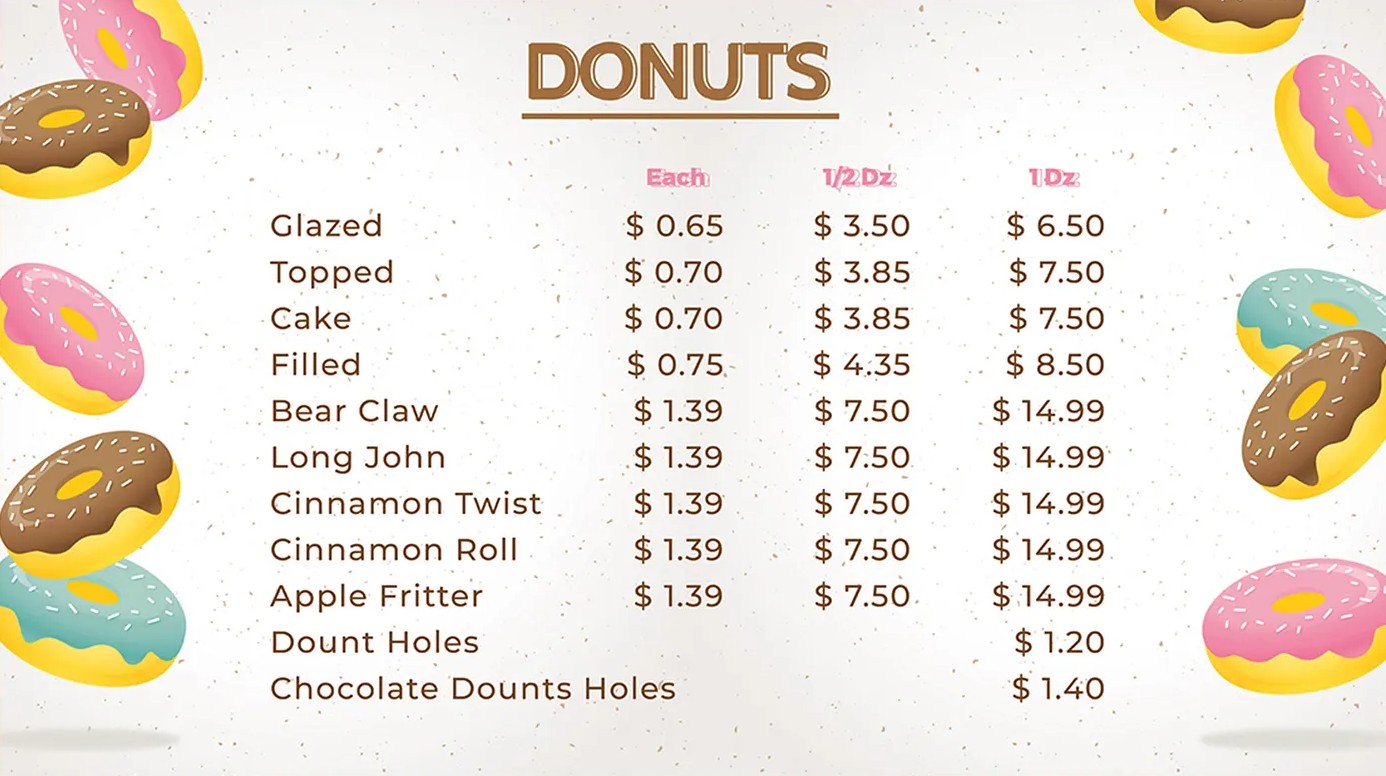 DONUTS
Each 1/2 Dz 1 Dz
Glazed $ 0.65 $ 3.50 $ 6.50
Topped $ 0.70 $ 3.85 $ 7.50
Cake $ 0.70 $ 3.85 $ 7.50
Filled $ 0.75 $ 4.35 $ 8.50
Bear Claw $ 1.39 $ 7.50 $ 14.99
Long John $ 1.39 $ 7.50 $ 14.99
Cinnamon Twist $ 1.39 $ 7.50 $ 14.99
Cinnamon Roll $ 1.39 $ 7.50 $ 14.99
Apple Fritter $ 1.39 $ 7.50 $ 14.99
Dount Holes $ 1.20
Chocolate Dounts Holes $ 1.40